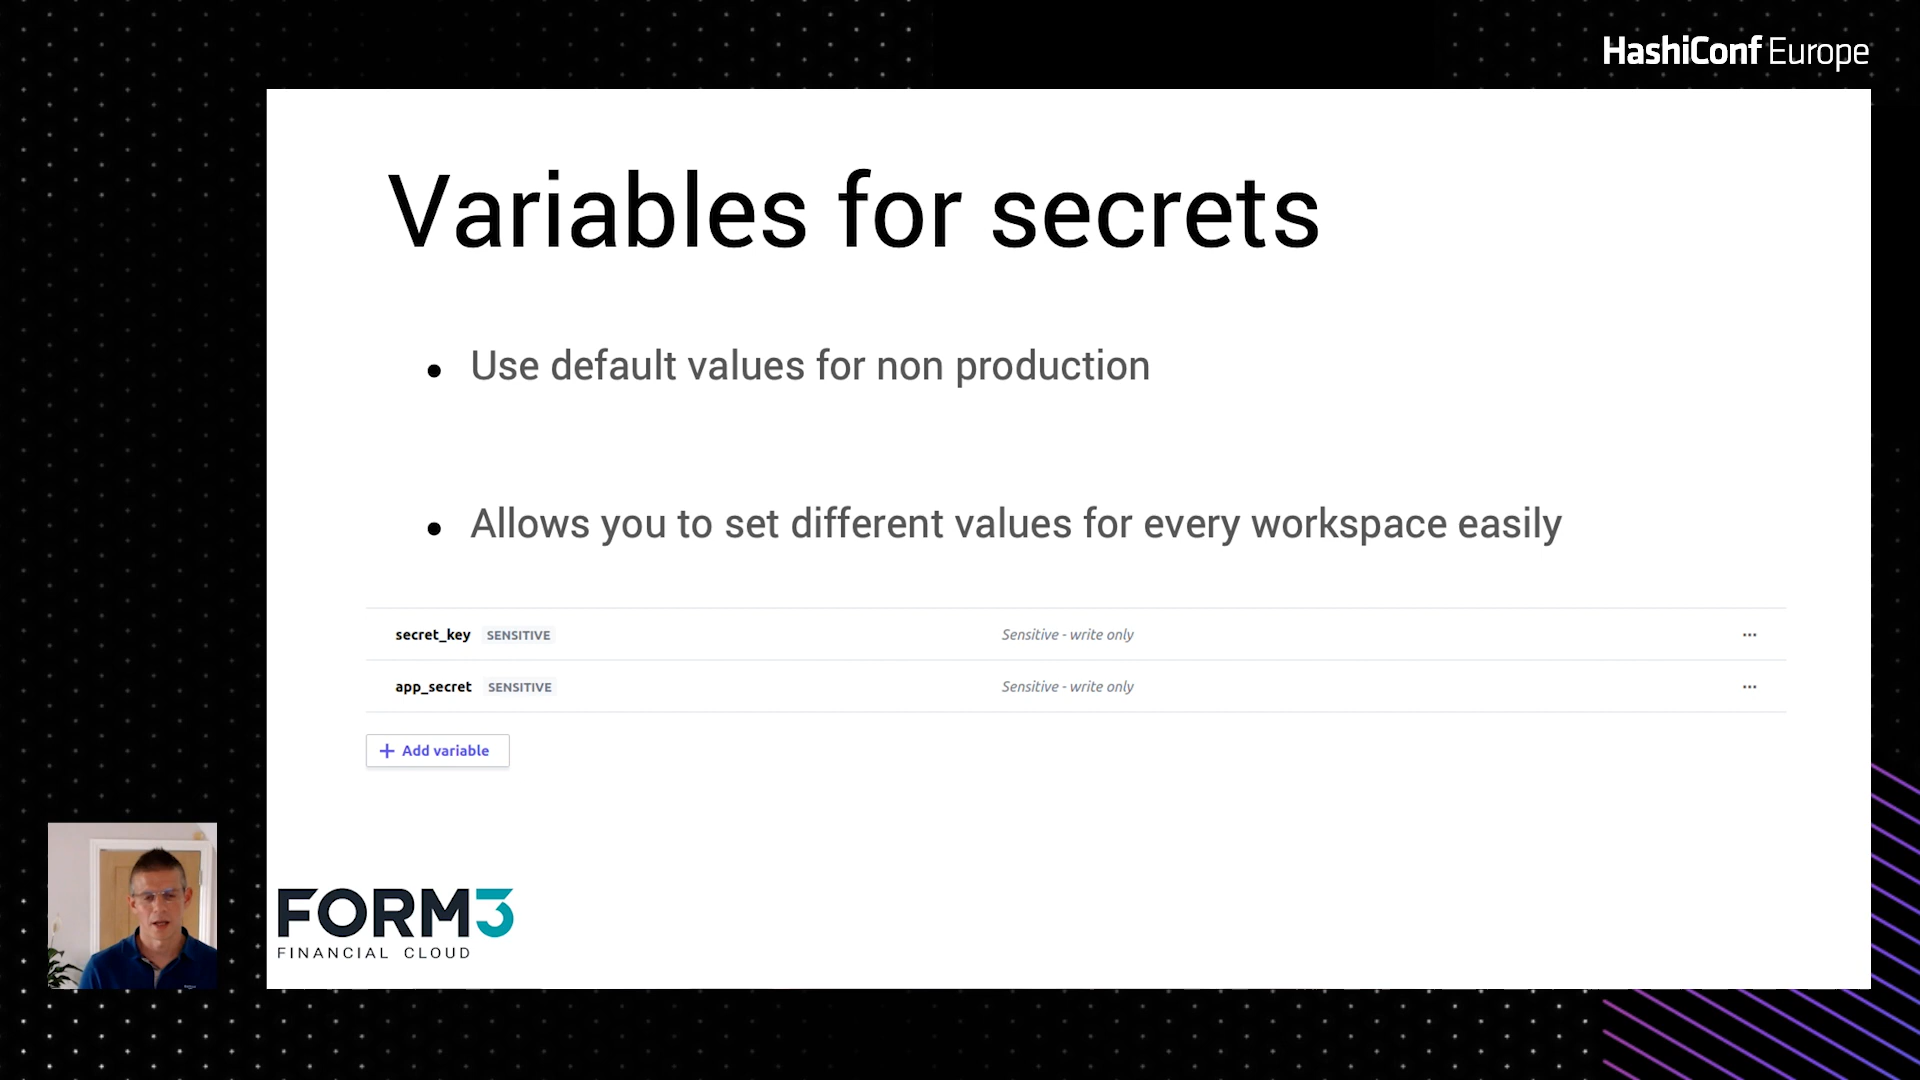 HashiConf Europe
Variables for secrets
• Use default values for non production
• Allows you to set different values for every workspace easily
secret_key SENSITIVE Sensitive - write only ...
app_secret SENSITIVE Sensitive - write only ...
+ Add variable
FORM3
FINANCIAL CLOUD